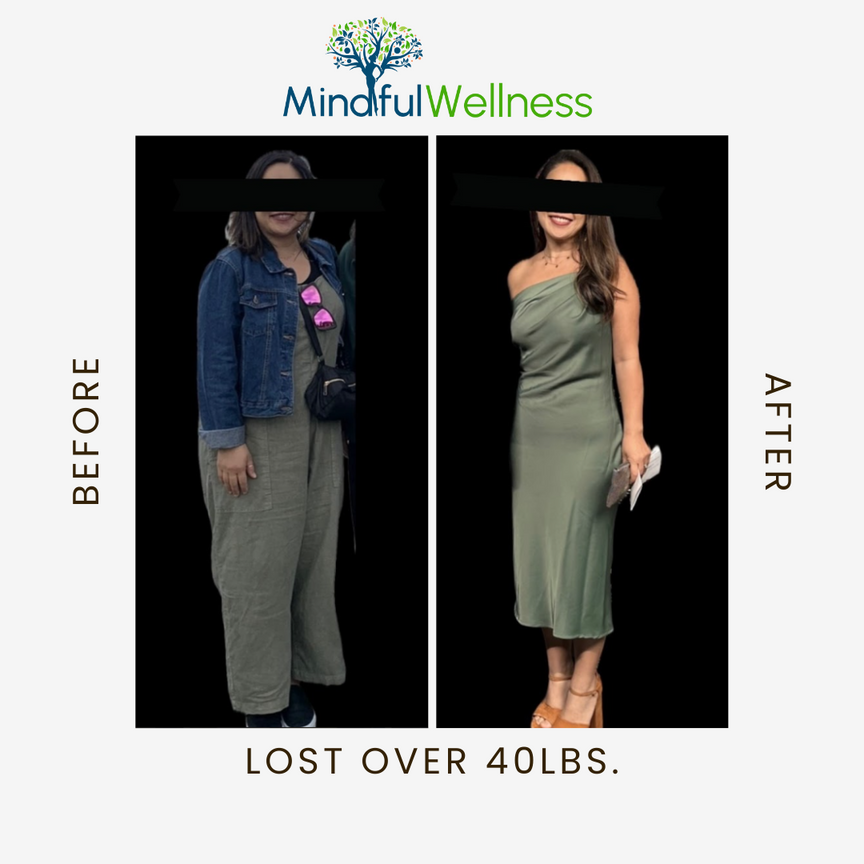 MindfulWellness
BEFORE
AFTER
LOST OVER 40LBS.